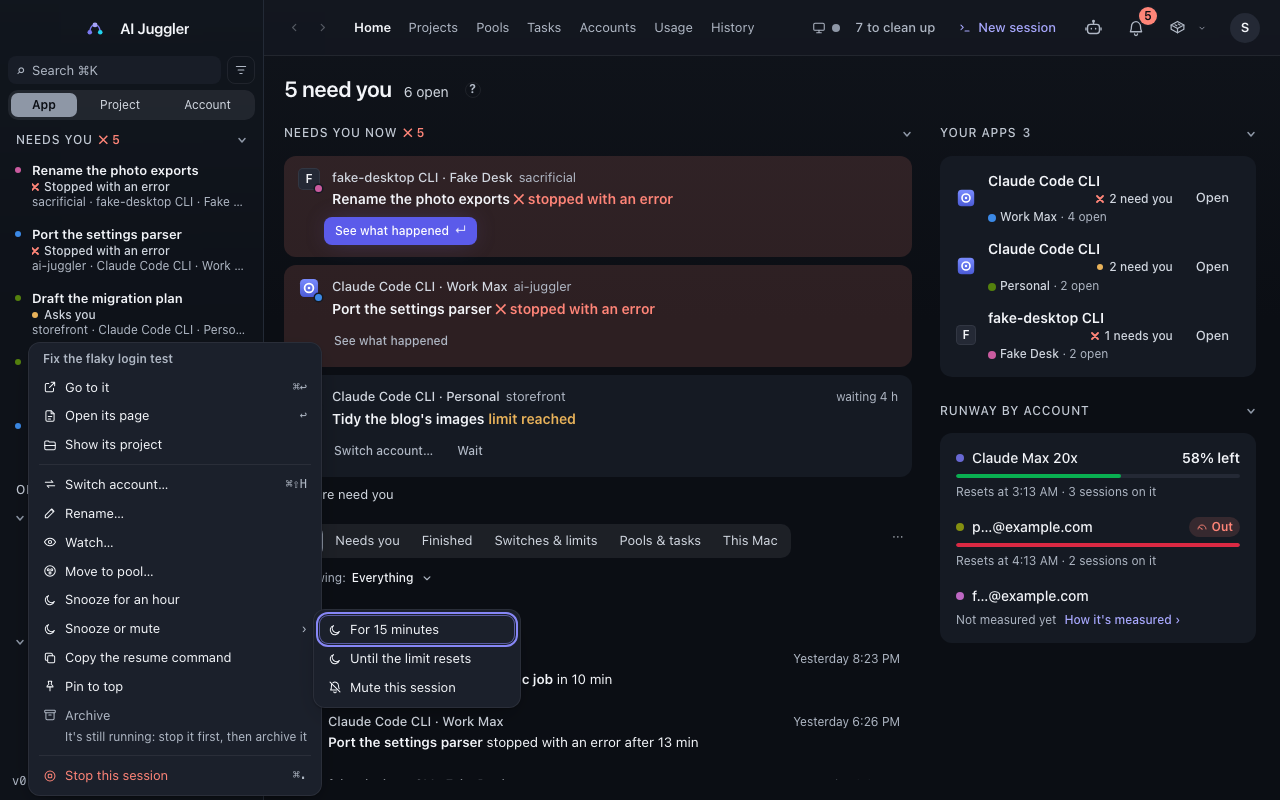 AI Juggler
Search ⌘K
App
Project
Account
NEEDS YOU 5
Rename the photo exports
Stopped with an error
sacrificial · fake-desktop CLI · Fake ...
Port the settings parser
Stopped with an error
ai-juggler · Claude Code CLI · Work ...
Draft the migration plan
Asks you
storefront · Claude Code CLI · Perso...
Fix the flaky login test
Go to it ⌘↩
Open its page ↩
Show its project
Switch account... ⌘⇧H
Rename...
Watch...
Move to pool...
Snooze for an hour
Snooze or mute ›
Copy the resume command
Pin to top
Archive
It's still running: stop it first, then archive it
Stop this session ⌘.
For 15 minutes
Until the limit resets
Mute this session
v0
Home
Projects
Pools
Tasks
Accounts
Usage
History
7 to clean up
New session
5
S
5 need you 6 open ?
NEEDS YOU NOW 5
F
fake-desktop CLI · Fake Desk sacrificial
Rename the photo exports stopped with an error
See what happened ↩
Claude Code CLI · Work Max ai-juggler
Port the settings parser stopped with an error
See what happened
Claude Code CLI · Personal storefront waiting 4 h
Tidy the blog's images limit reached
Switch account... Wait
re need you
Needs you
Finished
Switches & limits
Pools & tasks
This Mac
...
ing: Everything
Yesterday 8:23 PM
c job in 10 min
Claude Code CLI · Work Max Yesterday 6:26 PM
Port the settings parser stopped with an error after 13 min
YOUR APPS 3
Claude Code CLI
2 need you
Open
Work Max · 4 open
Claude Code CLI
2 need you
Open
Personal · 2 open
F
fake-desktop CLI
1 needs you
Open
Fake Desk · 2 open
RUNWAY BY ACCOUNT
Claude Max 20x 58% left
Resets at 3:13 AM · 3 sessions on it
p...@example.com Out
Resets at 4:13 AM · 2 sessions on it
f...@example.com
Not measured yet How it's measured ›